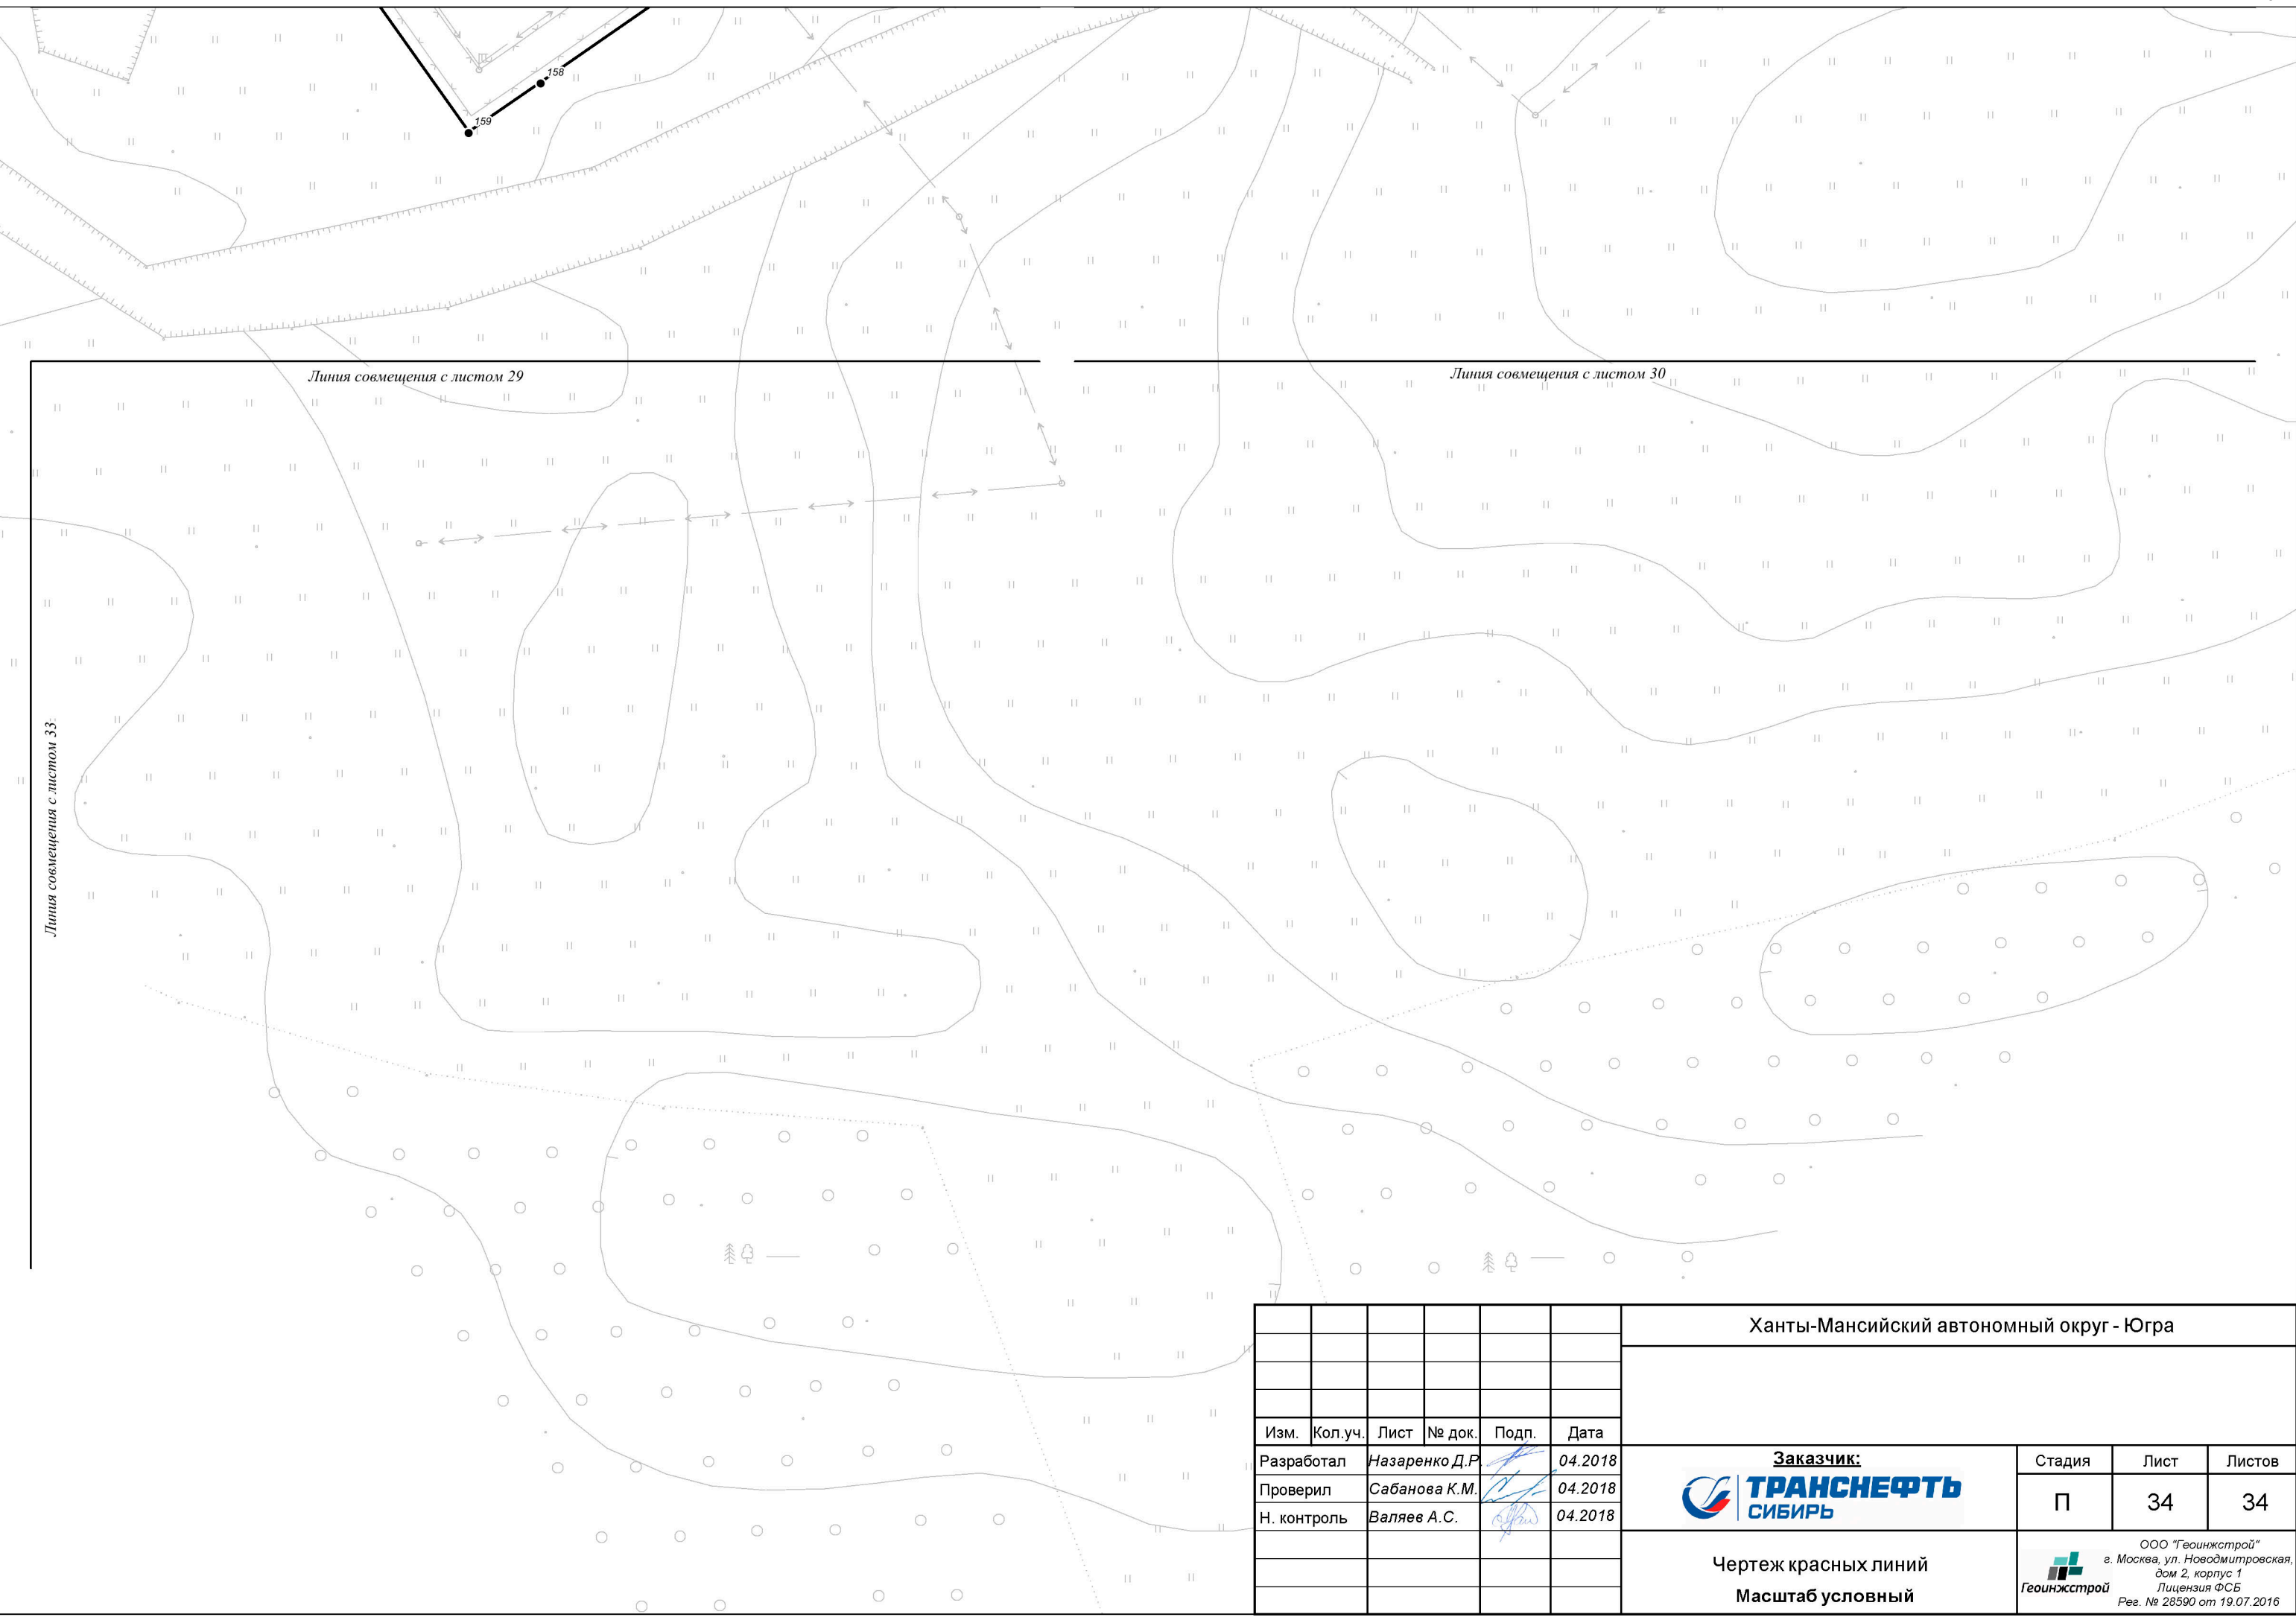 158
159
Линия совмещения с листом 29
Линия совмещения с листом 30
Линия совмещения с листом 33
Ханты-Мансийский автономный округ - Югра
Изм. Кол.уч. Лист № док. Подп. Дата
Разработал Назаренко Д.Р. 04.2018
Проверил Сабанова К.М. 04.2018
Н. контроль Валяев А.С. 04.2018
Заказчик:
ТРАНСНЕФТЬ
СИБИРЬ
Стадия Лист Листов
П 34 34
Чертеж красных линий
Масштаб условный
Геоинжстрой
ООО "Геоинжстрой"
г. Москва, ул. Новодмитровская,
дом 2, корпус 1
Лицензия ФСБ
Рег. № 28590 от 19.07.2016